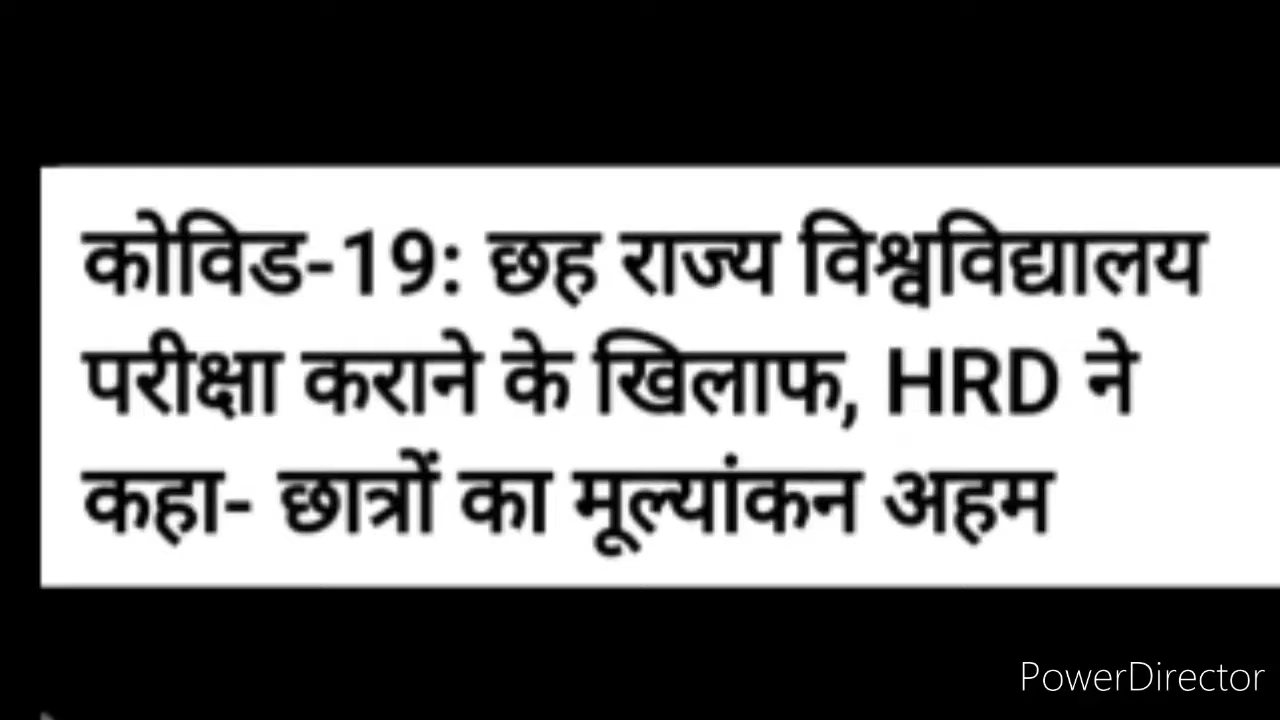 कोविड-19: छह राज्य विश्वविद्यालय
परीक्षा कराने के खिलाफ, HRD ने
कहा- छात्रों का मूल्यांकन अहम
PowerDirector